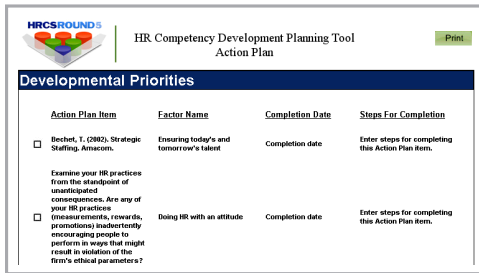 HRCSROUND5
HR Competency Development Planning Tool
Action Plan
Print
Developmental Priorities
Action Plan Item
Factor Name
Completion Date
Steps For Completion
Bechet, T. (2002). Strategic
Staffing. Amacom.
Ensuring today's and
tomorrow's talent
Completion date
Enter steps for completing
this Action Plan item.
Examine your HR practices
from the standpoint of
unanticipated
consequences. Are any of
your HR practices
(measurements, rewards,
promotions) inadvertently
encouraging people to
perform in ways that might
result in violation of the
firm's ethical parameters?
Doing HR with an attitude
Completion date
Enter steps for completing
this Action Plan item.